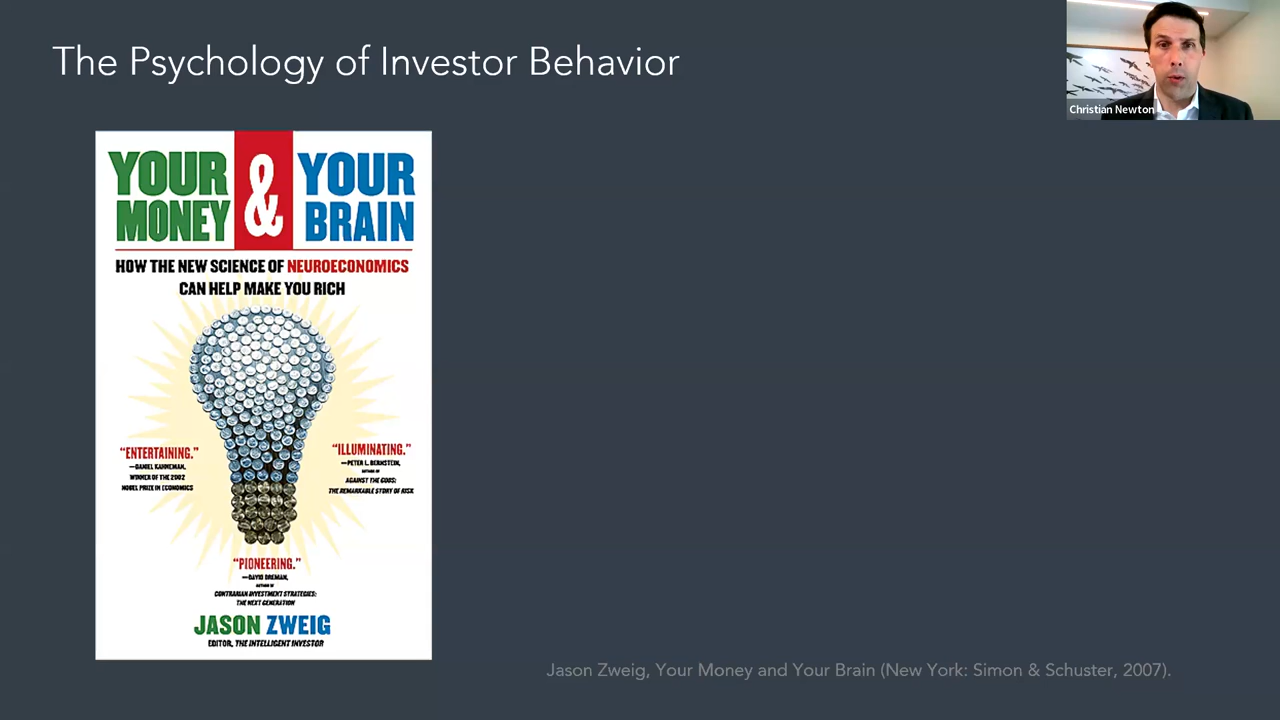 The Psychology of Investor Behavior
Christian Newton
YOUR & YOUR
MONEY BRAIN
HOW THE NEW SCIENCE OF NEUROECONOMICS
CAN HELP MAKE YOU RICH
“ENTERTAINING.”
—DANIEL KAHNEMAN,
WINNER OF THE 2002
NOBEL PRIZE IN ECONOMICS
“ILLUMINATING.”
—PETER L. BERNSTEIN,
AUTHOR OF
AGAINST THE GODS:
THE REMARKABLE STORY OF RISK
“PIONEERING.”
—DAVID DREMAN,
AUTHOR OF
CONTRARIAN INVESTMENT STRATEGIES:
THE NEXT GENERATION
JASON ZWEIG
EDITOR, THE INTELLIGENT INVESTOR
Jason Zweig, Your Money and Your Brain (New York: Simon & Schuster, 2007).